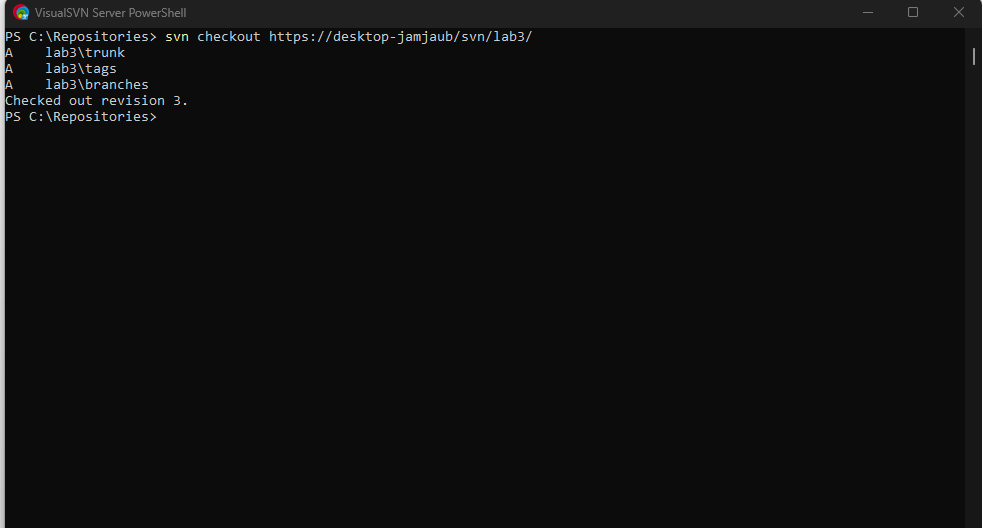 VisualSVN Server PowerShell
PS C:\Repositories> svn checkout https://desktop-jamjaub/svn/lab3/
A    lab3\trunk
A    lab3\tags
A    lab3\branches
Checked out revision 3.
PS C:\Repositories>